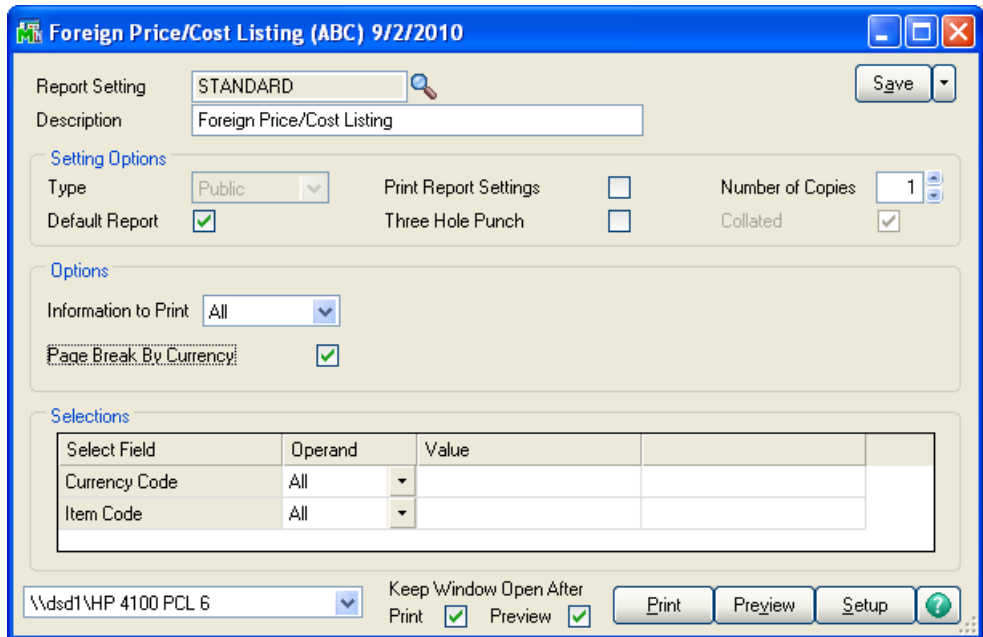 Foreign Price/Cost Listing (ABC) 9/2/2010
Report Setting STANDARD Save
Description Foreign Price/Cost Listing
Setting Options
Type Public Print Report Settings Number of Copies 1
Default Report Three Hole Punch Collated
Options
Information to Print All
Page Break By Currency
Selections
Select Field Operand Value
Currency Code All
Item Code All
\\dsd1\HP 4100 PCL 6 Keep Window Open After
Print Preview Print Preview Setup ?